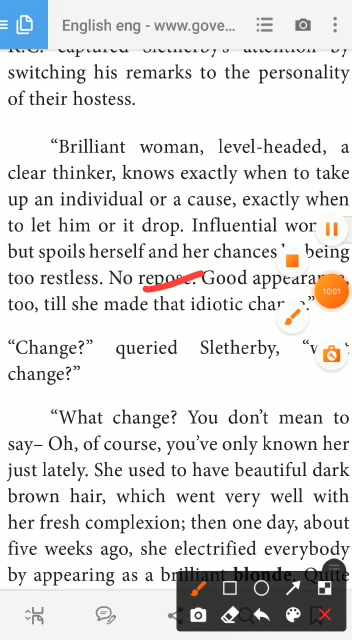 English eng - www.gove...
K.C. captured Sletherby's attention by
switching his remarks to the personality
of their hostess.
“Brilliant woman, level-headed, a
clear thinker, knows exactly when to take
up an individual or a cause, exactly when
to let him or it drop. Influential
but spoils herself and her chances being
too restless. No repose. Good appearance,
too, till she made that idiotic
“Change?” queried Sletherby,
change?”
“What change? You don’t mean to
say– Oh, of course, you’ve only known her
just lately. She used to have beautiful dark
brown hair, which went very well with
her fresh complexion; then one day, about
five weeks ago, she electrified everybody
by appearing as a brilliant blonde. Quite
10:01